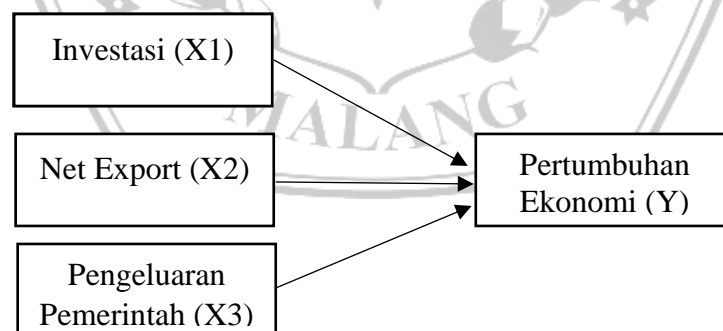 Investasi (X1)
MALANG
Net Export (X2)
Pertumbuhan
Ekonomi (Y)
Pengeluaran
Pemerintah (X3)